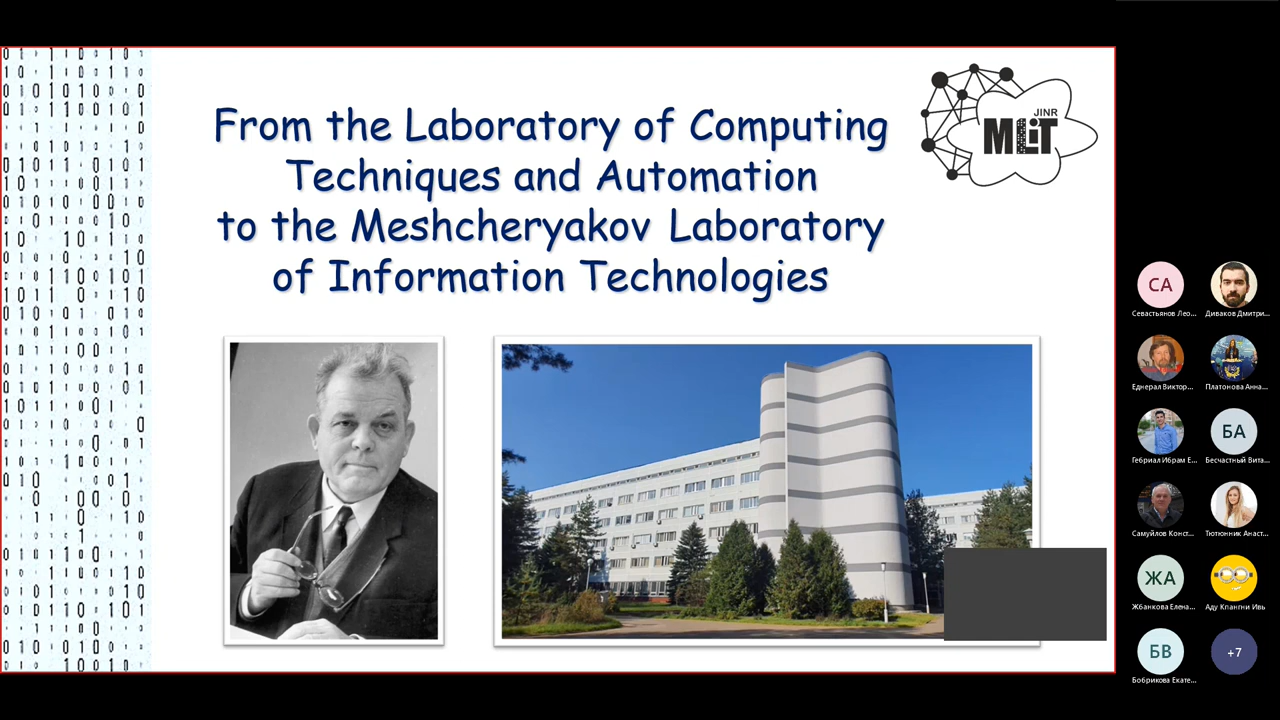 From the Laboratory of Computing
Techniques and Automation
to the Meshcheryakov Laboratory
of Information Technologies
JINR
MLiT
СА
Севастьянов Лео...
Диваков Дмитри...
Еднерал Виктор...
Платонова Анна...
Гебриал Ибрам Е...
БА
Бесчастный Вита...
Самуйлов Конст...
Тютюнник Анаст...
ЖА
Жбанкова Елена...
Аду Кпангни Ивь
БВ
Бобрикова Екате...
+7